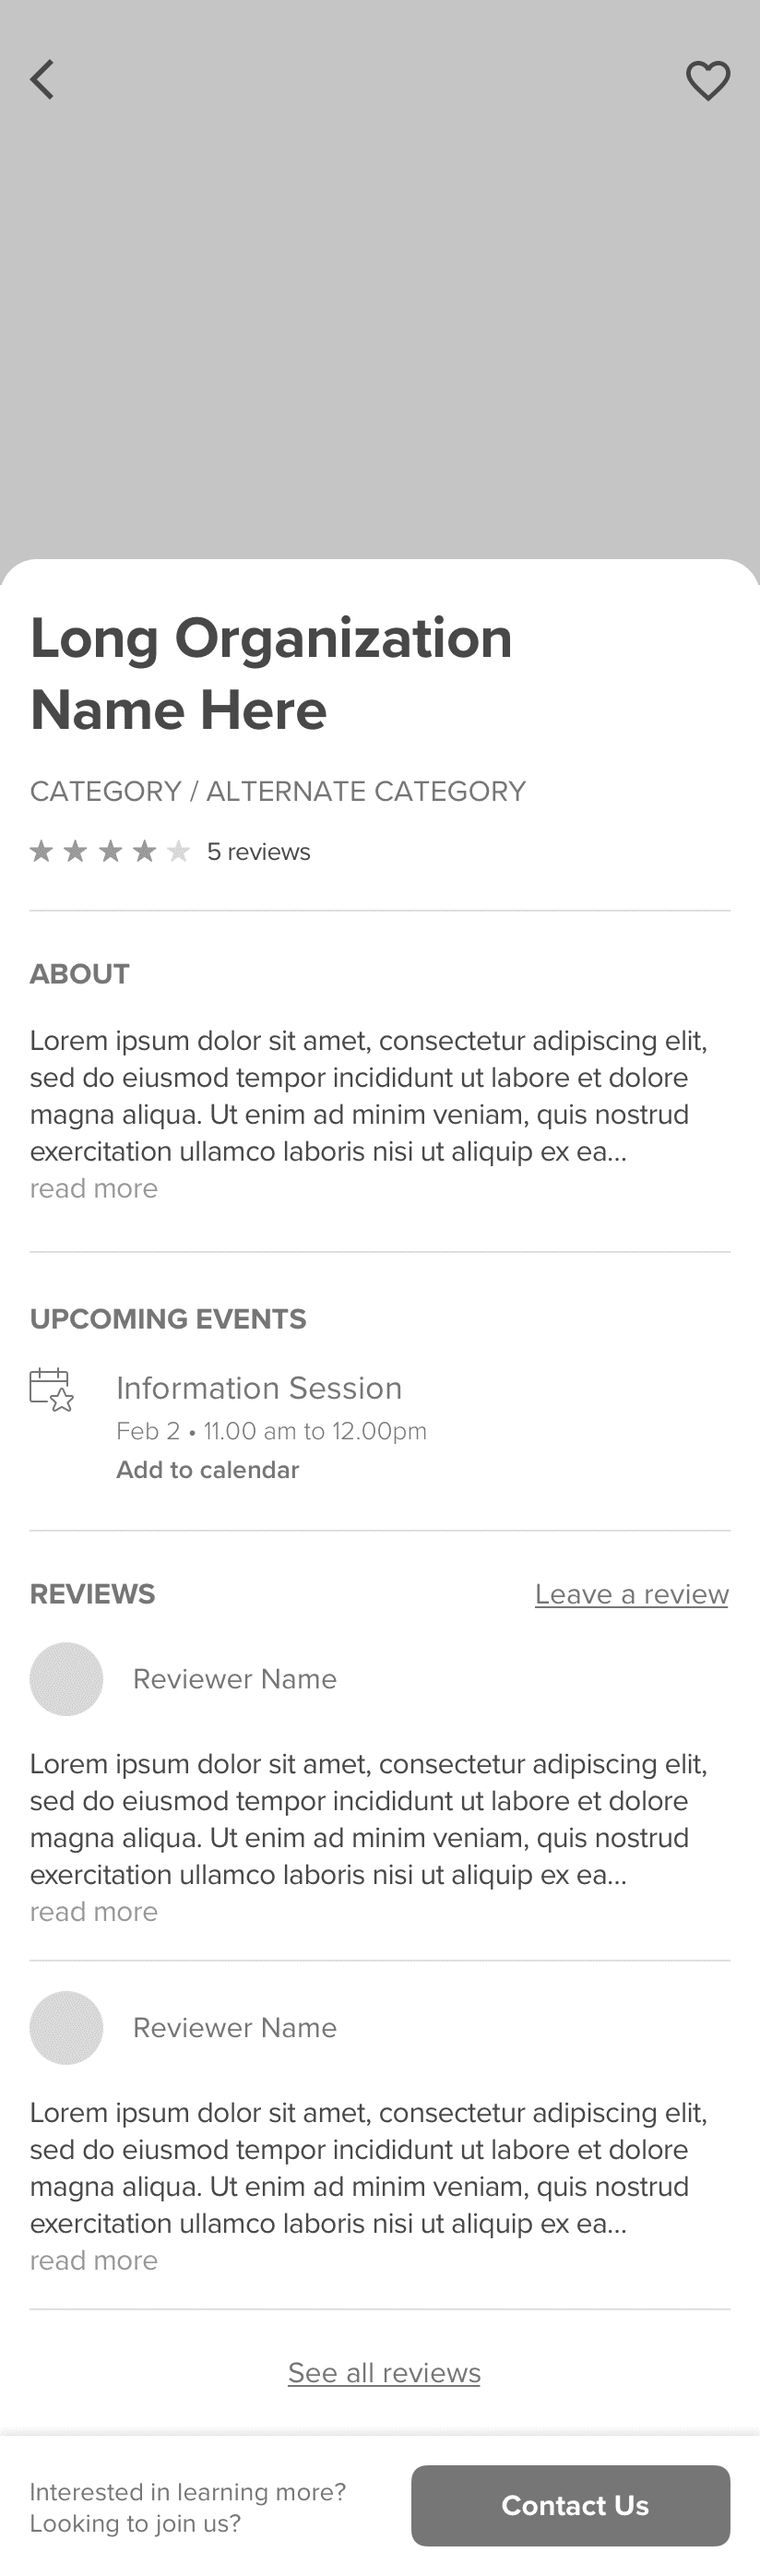 Long Organization
Name Here
CATEGORY / ALTERNATE CATEGORY
5 reviews
ABOUT
Lorem ipsum dolor sit amet, consectetur adipiscing elit,
sed do eiusmod tempor incididunt ut labore et dolore
magna aliqua. Ut enim ad minim veniam, quis nostrud
exercitation ullamco laboris nisi ut aliquip ex ea...
read more
UPCOMING EVENTS
Information Session
Feb 2 • 11.00 am to 12.00pm
Add to calendar
REVIEWS Leave a review
Reviewer Name
Lorem ipsum dolor sit amet, consectetur adipiscing elit,
sed do eiusmod tempor incididunt ut labore et dolore
magna aliqua. Ut enim ad minim veniam, quis nostrud
exercitation ullamco laboris nisi ut aliquip ex ea...
read more
Reviewer Name
Lorem ipsum dolor sit amet, consectetur adipiscing elit,
sed do eiusmod tempor incididunt ut labore et dolore
magna aliqua. Ut enim ad minim veniam, quis nostrud
exercitation ullamco laboris nisi ut aliquip ex ea...
read more
See all reviews
Interested in learning more?
Looking to join us?
Contact Us